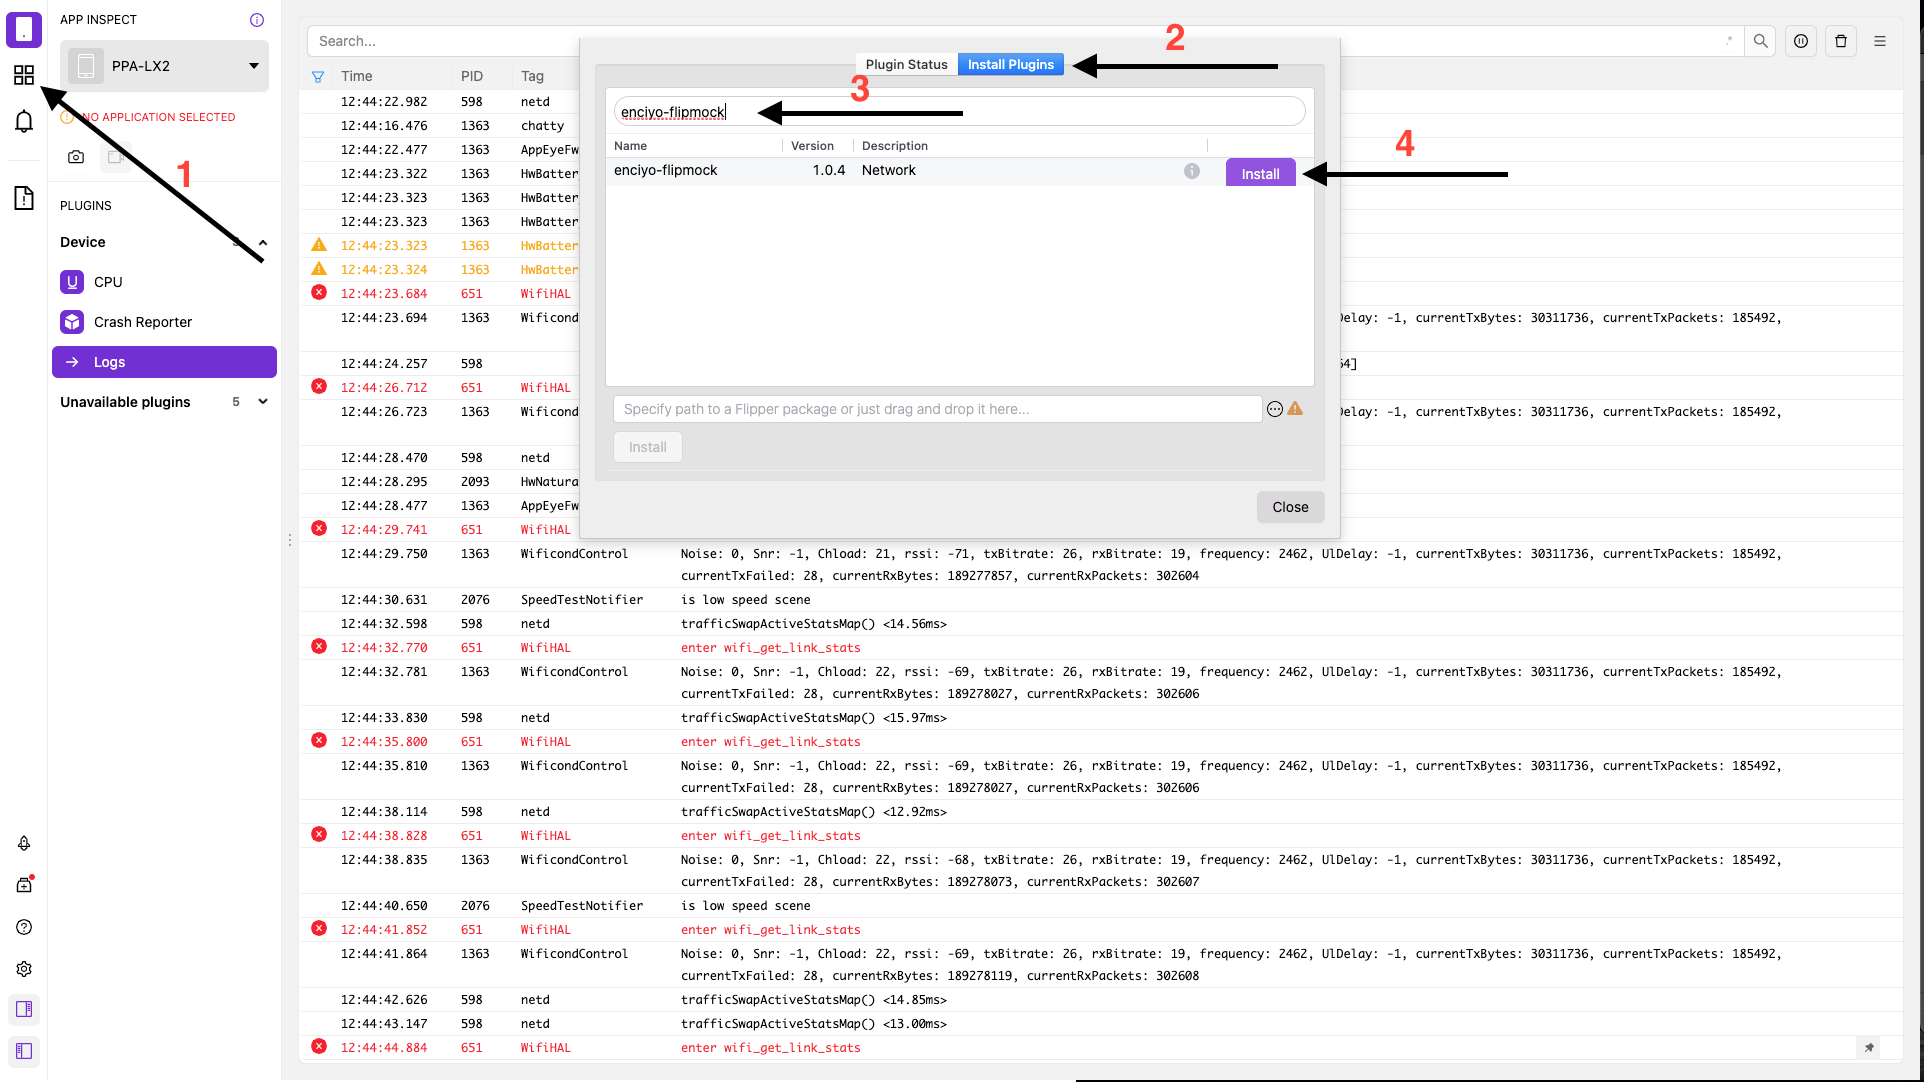 APP INSPECT
PPA-LX2
NO APPLICATION SELECTED
1
PLUGINS
Device
CPU
Crash Reporter
Logs
Unavailable plugins 5
Search...
Time PID Tag
12:44:22.982 598 netd
12:44:16.476 1363 chatty
12:44:22.477 1363 AppEyeFw
12:44:23.322 1363 HwBatter
12:44:23.323 1363 HwBatter
12:44:23.323 1363 HwBatter
12:44:23.323 1363 HwBatter
12:44:23.324 1363 HwBatter
12:44:23.684 651 WifiHAL
12:44:23.694 1363 Wificond Delay: -1, currentTxBytes: 30311736, currentTxPackets: 185492,
12:44:24.257 598 54]
12:44:26.712 651 WifiHAL
12:44:26.723 1363 Wificond Delay: -1, currentTxBytes: 30311736, currentTxPackets: 185492,
12:44:28.470 598 netd
12:44:28.295 2093 HwNatura
12:44:28.477 1363 AppEyeFw
12:44:29.741 651 WifiHAL
Plugin Status Install Plugins
2
3
enciyo-flipmock
Name Version Description
4
enciyo-flipmock 1.0.4 Network Install
Specify path to a Flipper package or just drag and drop it here...
Install
Close
12:44:29.750 1363 WificondControl Noise: 0, Snr: -1, Chload: 21, rssi: -71, txBitrate: 26, rxBitrate: 19, frequency: 2462, UlDelay: -1, currentTxBytes: 30311736, currentTxPackets: 185492,
currentTxFailed: 28, currentRxBytes: 189277857, currentRxPackets: 302604
12:44:30.631 2076 SpeedTestNotifier is low speed scene
12:44:32.598 598 netd trafficSwapActiveStatsMap() <14.56ms>
12:44:32.770 651 WifiHAL enter wifi_get_link_stats
12:44:32.781 1363 WificondControl Noise: 0, Snr: -1, Chload: 22, rssi: -69, txBitrate: 26, rxBitrate: 19, frequency: 2462, UlDelay: -1, currentTxBytes: 30311736, currentTxPackets: 185492,
currentTxFailed: 28, currentRxBytes: 189278027, currentRxPackets: 302606
12:44:33.830 598 netd trafficSwapActiveStatsMap() <15.97ms>
12:44:35.800 651 WifiHAL enter wifi_get_link_stats
12:44:35.810 1363 WificondControl Noise: 0, Snr: -1, Chload: 22, rssi: -69, txBitrate: 26, rxBitrate: 19, frequency: 2462, UlDelay: -1, currentTxBytes: 30311736, currentTxPackets: 185492,
currentTxFailed: 28, currentRxBytes: 189278027, currentRxPackets: 302606
12:44:38.114 598 netd trafficSwapActiveStatsMap() <12.92ms>
12:44:38.828 651 WifiHAL enter wifi_get_link_stats
12:44:38.835 1363 WificondControl Noise: 0, Snr: -1, Chload: 22, rssi: -68, txBitrate: 26, rxBitrate: 19, frequency: 2462, UlDelay: -1, currentTxBytes: 30311736, currentTxPackets: 185492,
currentTxFailed: 28, currentRxBytes: 189278073, currentRxPackets: 302607
12:44:40.650 2076 SpeedTestNotifier is low speed scene
12:44:41.852 651 WifiHAL enter wifi_get_link_stats
12:44:41.864 1363 WificondControl Noise: 0, Snr: -1, Chload: 22, rssi: -69, txBitrate: 26, rxBitrate: 19, frequency: 2462, UlDelay: -1, currentTxBytes: 30311736, currentTxPackets: 185492,
currentTxFailed: 28, currentRxBytes: 189278119, currentRxPackets: 302608
12:44:42.626 598 netd trafficSwapActiveStatsMap() <14.85ms>
12:44:43.147 598 netd trafficSwapActiveStatsMap() <13.00ms>
12:44:44.884 651 WifiHAL enter wifi_get_link_stats